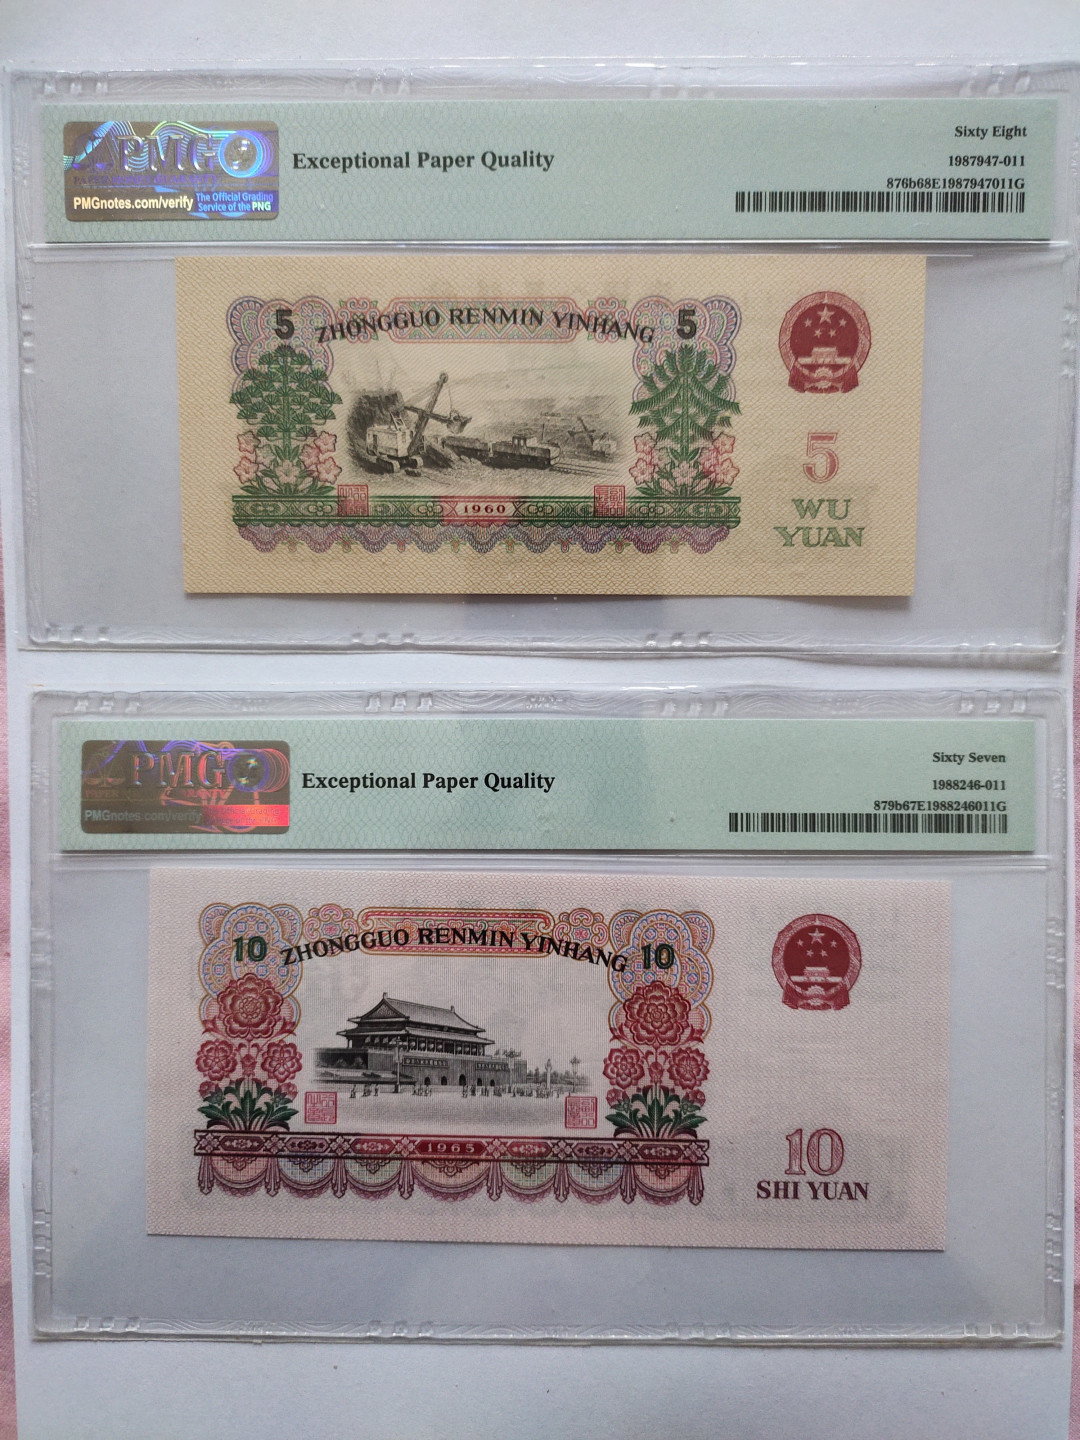 PMG
PMGnotes.com/verify
The Official Grading
Service of the PNG
Exceptional Paper Quality
Sixty Eight
1987947-011
876b68E1987947011G
5
ZHONGGUO RENMIN YINHANG
5
1960
5
WU
YUAN
PMG
PMGnotes.com/verify
Exceptional Paper Quality
Sixty Seven
1988246-011
879b67E1988246011G
10
ZHONGGUO RENMIN YINHANG
10
1965
10
SHI YUAN